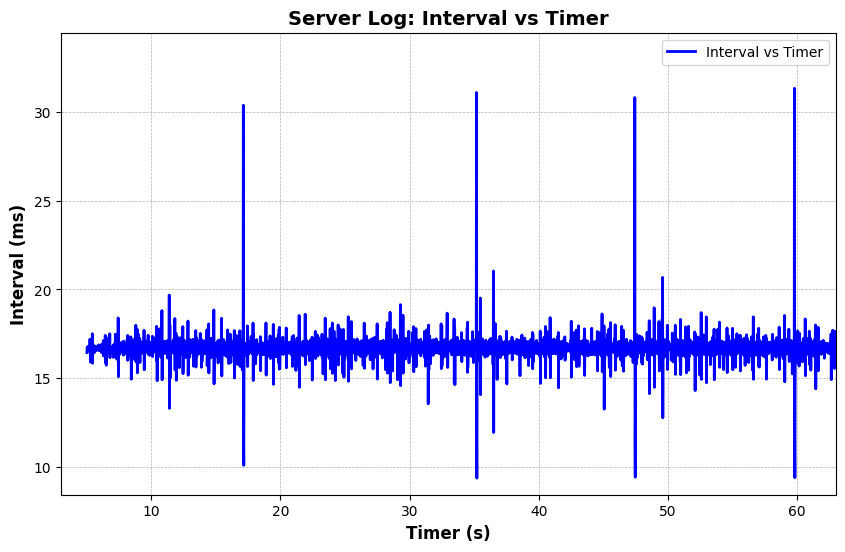 Server Log: Interval vs Timer
Interval vs Timer
30
25
20
15
10
Interval (ms)
10 20 30 40 50 60
Timer (s)